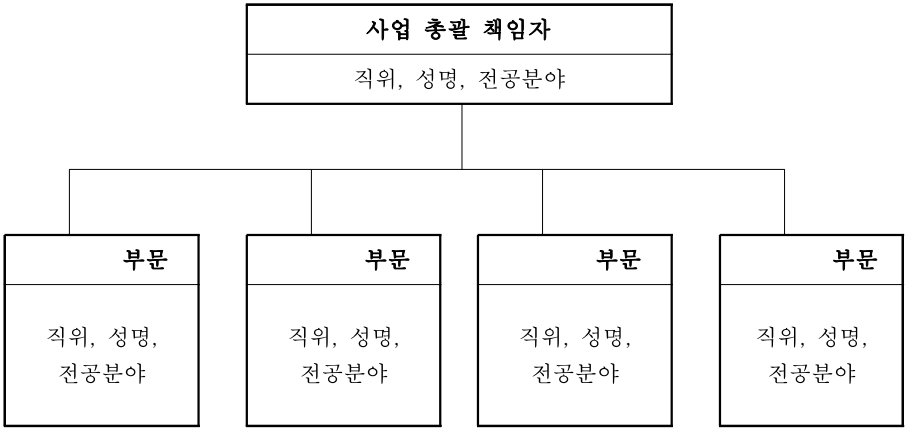 사업 총괄 책임자
직위, 성명, 전공분야
부문
직위, 성명,
전공분야
부문
직위, 성명,
전공분야
부문
직위, 성명,
전공분야
부문
직위, 성명,
전공분야